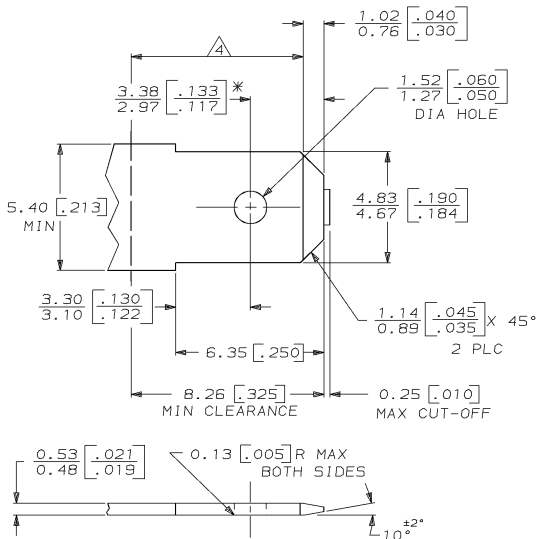 1.02 [.040]
0.76 [.030]
4
3.38 [.133] *
2.97 [.117]
1.52 [.060]
1.27 [.050]
DIA HOLE
5.40 [.213]
MIN
4.83 [.190]
4.67 [.184]
3.30 [.130]
3.10 [.122]
1.14 [.045] X 45°
0.89 [.035]
2 PLC
6.35 [.250]
8.26 [.325]
MIN CLEARANCE
0.25 [.010]
MAX CUT-OFF
0.53 [.021]
0.48 [.019]
0.13 [.005] R MAX
BOTH SIDES
10° ±2°